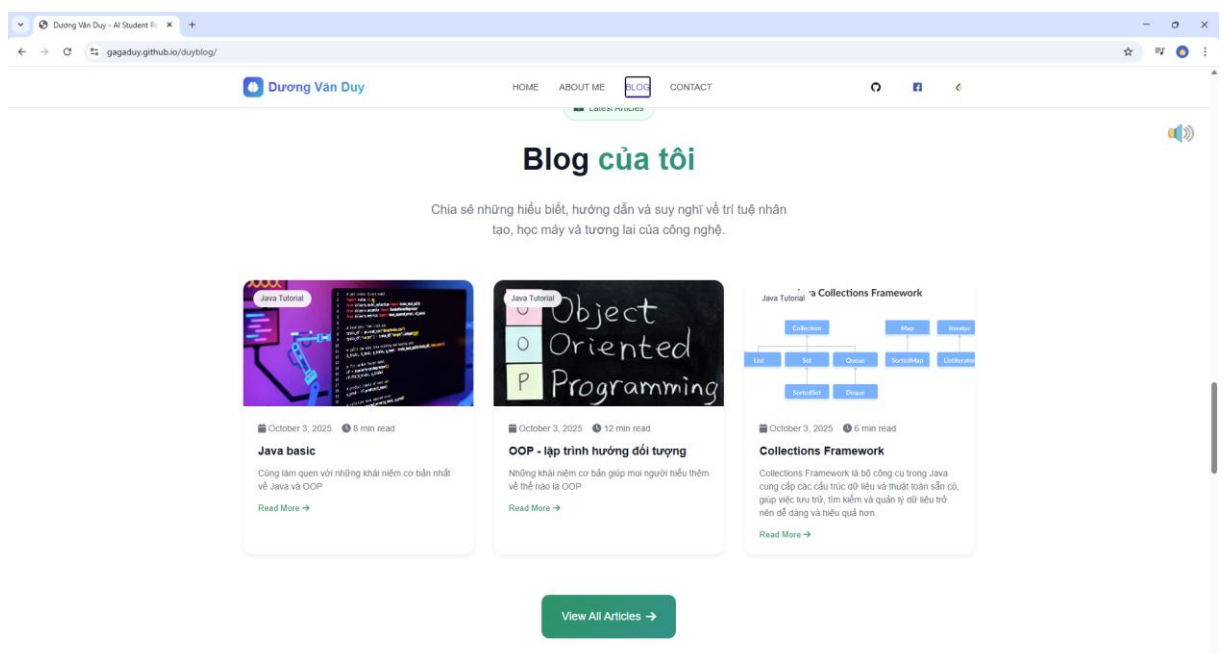 Dương Văn Duy - AI Student Po
gagaduy.github.io/duyblog/
Dương Văn Duy
HOME ABOUT ME BLOG CONTACT
Latest Articles
Blog của tôi
Chia sẻ những hiểu biết, hướng dẫn và suy nghĩ về trí tuệ nhân
tạo, học máy và tương lai của công nghệ.
Java Tutorial
Java Tutorial
Object
O Oriented
P Programming
Java Tutorial
a Collections Framework
Collection Map Iterator
List Set Queue SortedMap ListIterator
SortedSet Deque
October 3, 2025 8 min read
Java basic
Cùng làm quen với những khái niệm cơ bản nhất
về Java và OOP
Read More →
October 3, 2025 12 min read
OOP - lập trình hướng đối tượng
Những khái niệm cơ bản giúp mọi người hiểu thêm
về thế nào là OOP
Read More →
October 3, 2025 6 min read
Collections Framework
Collections Framework là bộ công cụ trong Java
cung cấp các cấu trúc dữ liệu và thuật toán sẵn có,
giúp việc lưu trữ, tìm kiếm và quản lý dữ liệu trở
nên dễ dàng và hiệu quả hơn.
Read More →
View All Articles →